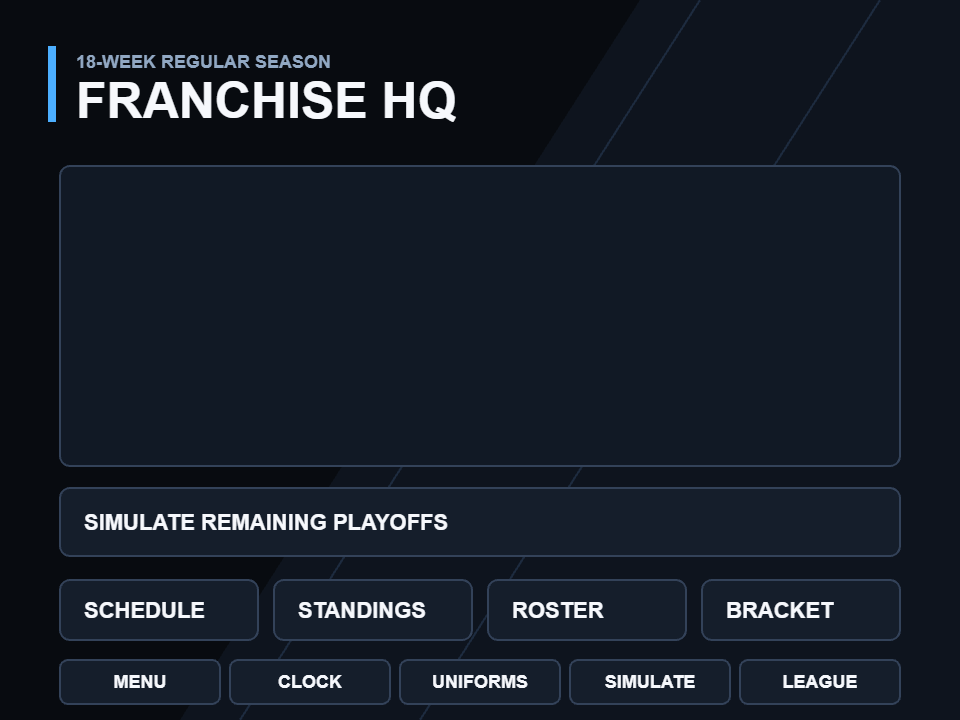 18-WEEK REGULAR SEASON
FRANCHISE HQ
SIMULATE REMAINING PLAYOFFS
SCHEDULE
STANDINGS
ROSTER
BRACKET
MENU
CLOCK
UNIFORMS
SIMULATE
LEAGUE